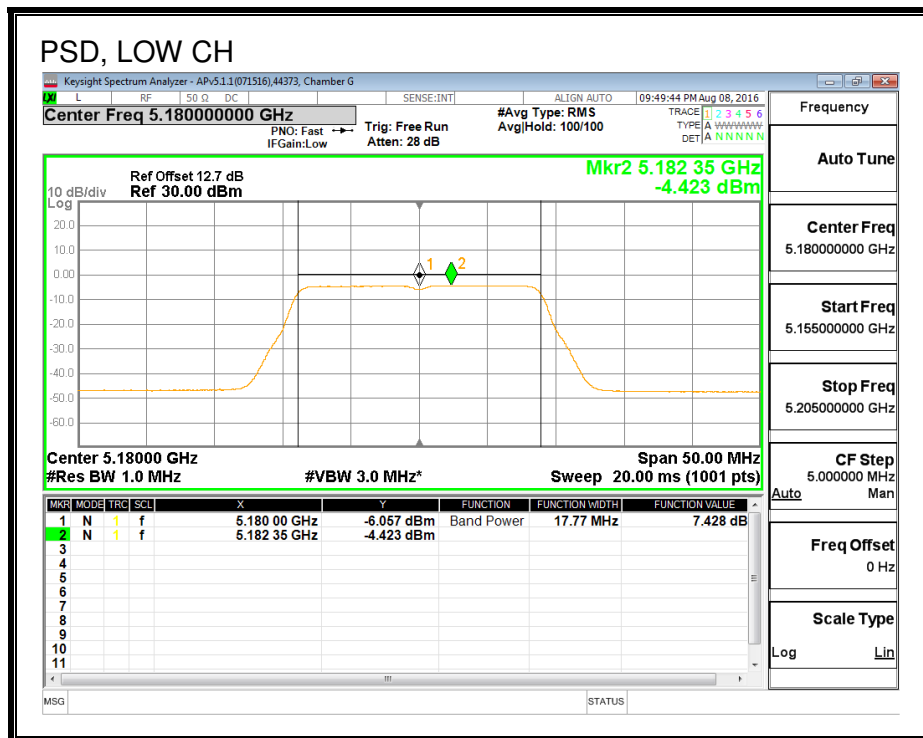 PSD, LOW CH
Keysight Spectrum Analyzer - APv5.1.1(071516),44373, Chamber G
LXI L RF 50 Ω DC SENSE:INT ALIGN AUTO 09:49:44 PM Aug 08, 2016
Center Freq 5.180000000 GHz
PNO: Fast
IFGain:Low
Trig: Free Run
Atten: 28 dB
#Avg Type: RMS
Avg|Hold: 100/100
TRACE 1 2 3 4 5 6
TYPE A WWWWW
DET A N N N N N
Mkr2 5.182 35 GHz
-4.423 dBm
Ref Offset 12.7 dB
10 dB/div Ref 30.00 dBm
Log
20.0
10.0
0.00
-10.0
-20.0
-30.0
-40.0
-50.0
-60.0
1
2
Center 5.18000 GHz Span 50.00 MHz
#Res BW 1.0 MHz #VBW 3.0 MHz* Sweep 20.00 ms (1001 pts)
MKR MODE TRC SCL X Y FUNCTION FUNCTION WIDTH FUNCTION VALUE
1 N 1 f 5.180 00 GHz -6.057 dBm Band Power 17.77 MHz 7.428 dB
2 N 1 f 5.182 35 GHz -4.423 dBm
3
4
5
6
7
8
9
10
11
MSG STATUS
Frequency
Auto Tune
Center Freq
5.180000000 GHz
Start Freq
5.155000000 GHz
Stop Freq
5.205000000 GHz
CF Step
5.000000 MHz
Auto Man
Freq Offset
0 Hz
Scale Type
Log Lin